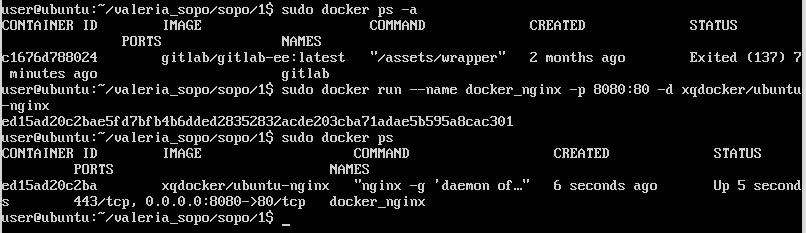 user@ubuntu:~/valeria_sopo/sopo/1$ sudo docker ps -a
CONTAINER ID        IMAGE                     COMMAND             CREATED             STATUS
              PORTS               NAMES
c1676d788024        gitlab/gitlab-ee:latest   "/assets/wrapper"   2 months ago        Exited (137) 7
 minutes ago                       gitlab
user@ubuntu:~/valeria_sopo/sopo/1$ sudo docker run --name docker_nginx -p 8080:80 -d xqdocker/ubuntu
-nginx
ed15ad20c2bae5fd7bfb4b6dded28352832acde203cba71adae5b595a8cac301
user@ubuntu:~/valeria_sopo/sopo/1$ sudo docker ps
CONTAINER ID        IMAGE                   COMMAND                  CREATED             STATUS
        PORTS                           NAMES
ed15ad20c2ba        xqdocker/ubuntu-nginx   "nginx -g 'daemon of…"   6 seconds ago       Up 5 second
s       443/tcp, 0.0.0.0:8080->80/tcp   docker_nginx
user@ubuntu:~/valeria_sopo/sopo/1$ _